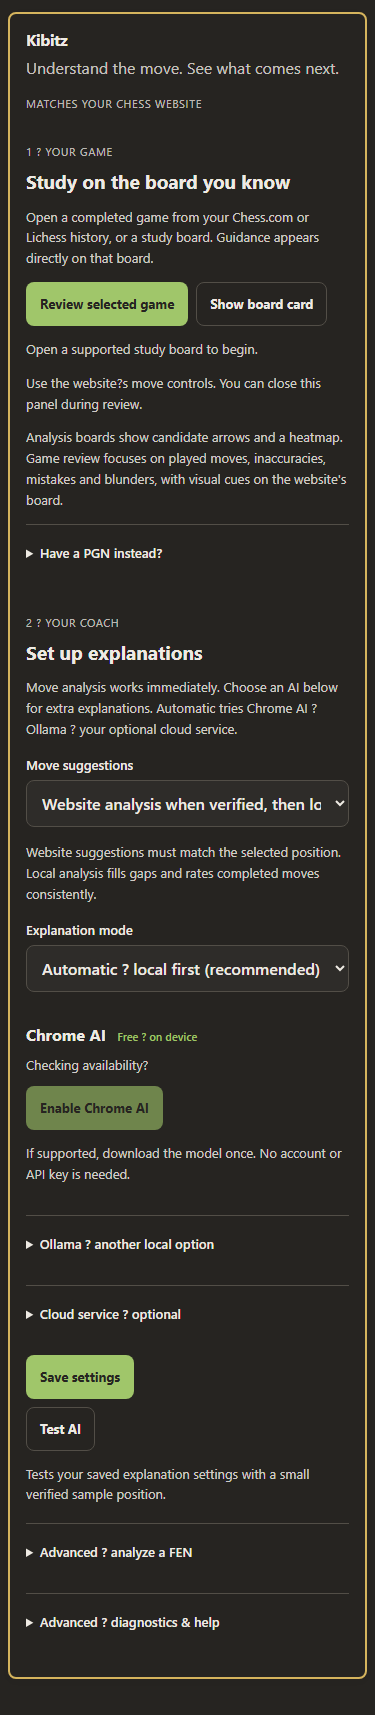 Kibitz
Understand the move. See what comes next.
MATCHES YOUR CHESS WEBSITE
1 ? YOUR GAME
Study on the board you know
Open a completed game from your Chess.com or
Lichess history, or a study board. Guidance appears
directly on that board.
Review selected game
Show board card
Open a supported study board to begin.
Use the website?s move controls. You can close this
panel during review.
Analysis boards show candidate arrows and a heatmap.
Game review focuses on played moves, inaccuracies,
mistakes and blunders, with visual cues on the website's
board.
Have a PGN instead?
2 ? YOUR COACH
Set up explanations
Move analysis works immediately. Choose an AI below
for extra explanations. Automatic tries Chrome AI ?
Ollama ? your optional cloud service.
Move suggestions
Website analysis when verified, then lo
Website suggestions must match the selected position.
Local analysis fills gaps and rates completed moves
consistently.
Explanation mode
Automatic ? local first (recommended)
Chrome AI Free ? on device
Checking availability?
Enable Chrome AI
If supported, download the model once. No account or
API key is needed.
Ollama ? another local option
Cloud service ? optional
Save settings
Test AI
Tests your saved explanation settings with a small
verified sample position.
Advanced ? analyze a FEN
Advanced ? diagnostics & help